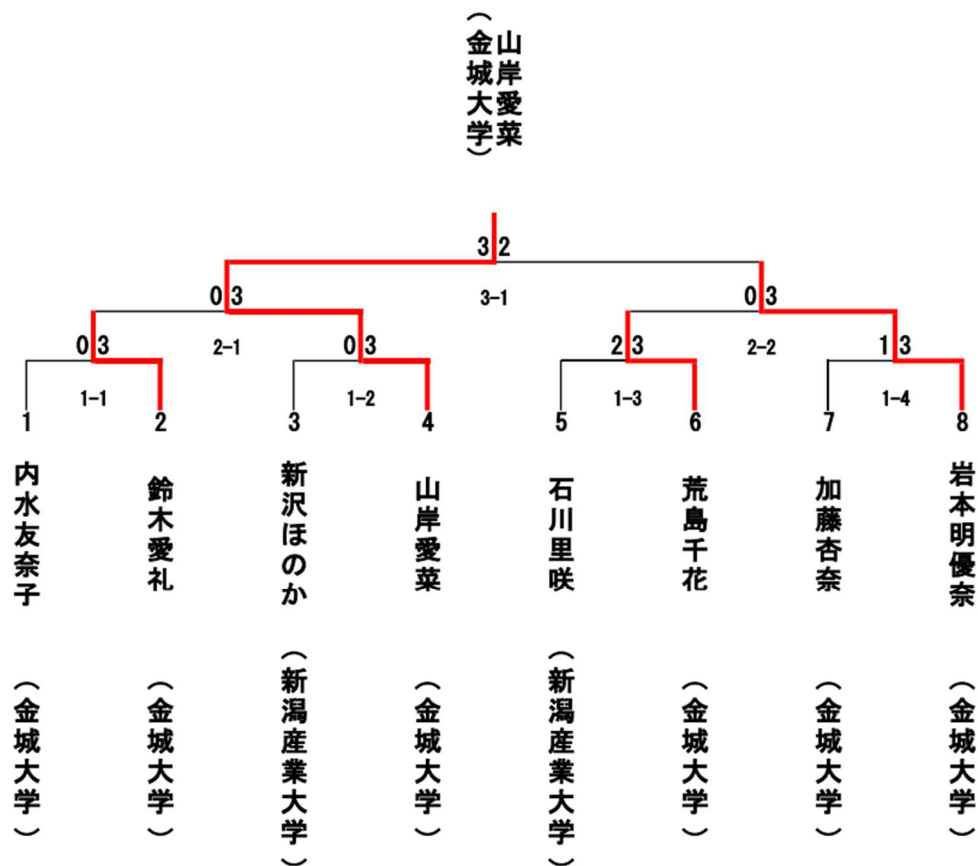 山岸愛菜
（金城大学）
3 2
3-1
0 3
0 3
2-1
2-2
0 3
0 3
2 3
1 3
1-1
1-2
1-3
1-4
1
2
3
4
5
6
7
8
内水友奈子
（金城大学）
鈴木愛礼
（金城大学）
新沢ほのか
（新潟産業大学）
山岸愛菜
（金城大学）
石川里咲
（新潟産業大学）
荒島千花
（金城大学）
加藤杏奈
（金城大学）
岩本明優奈
（金城大学）